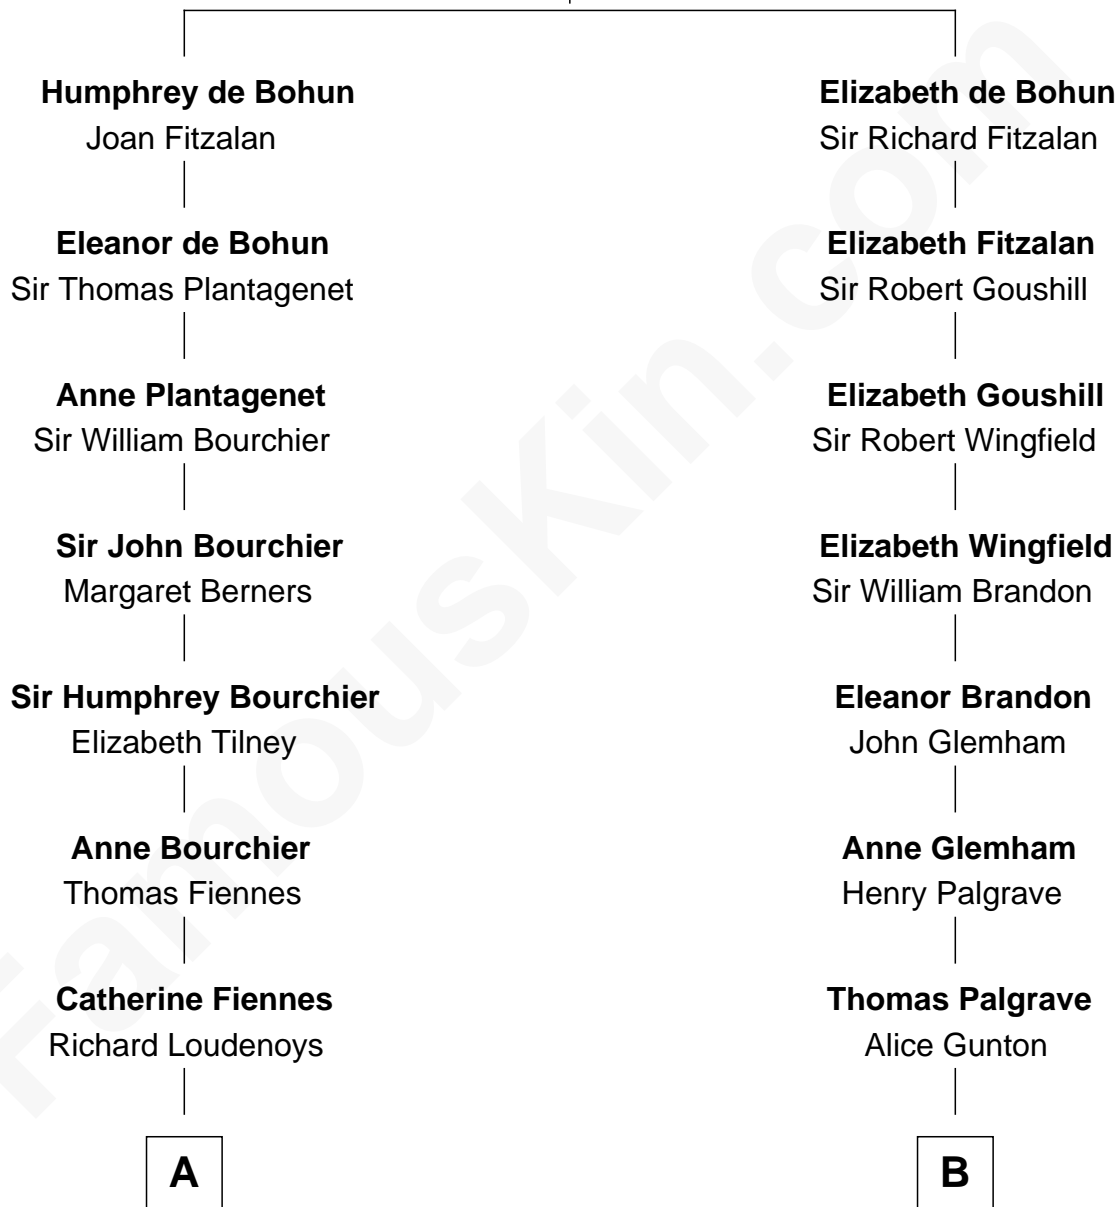 Humphrey de Bohun
Joan Fitzalan
Eleanor de Bohun
Sir Thomas Plantagenet
Anne Plantagenet
Sir William Bourchier
Sir John Bourchier
Margaret Berners
Sir Humphrey Bourchier
Elizabeth Tilney
Anne Bourchier
Thomas Fiennes
Catherine Fiennes
Richard Loudenoys
A
Elizabeth de Bohun
Sir Richard Fitzalan
Elizabeth Fitzalan
Sir Robert Goushill
Elizabeth Goushill
Sir Robert Wingfield
Elizabeth Wingfield
Sir William Brandon
Eleanor Brandon
John Glemham
Anne Glemham
Henry Palgrave
Thomas Palgrave
Alice Gunton
B
FamousKin.com